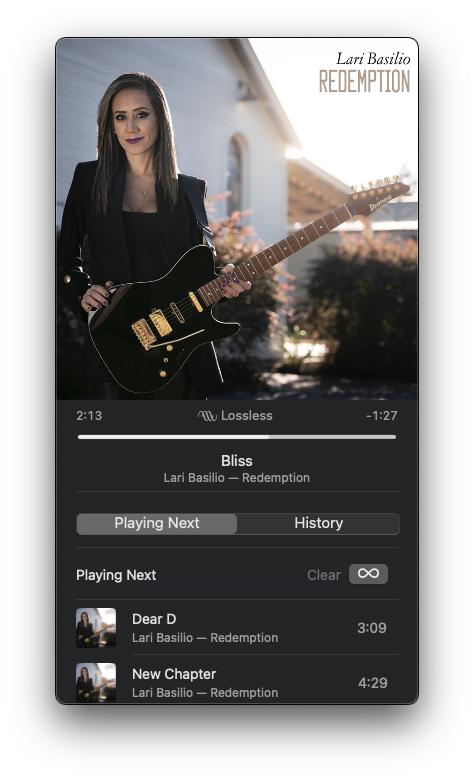 Lari Basilio
REDEMPTION
Ibanez
2:13 Lossless -1:27
Bliss
Lari Basilio — Redemption
Playing Next History
Playing Next Clear
Dear D 3:09
Lari Basilio — Redemption
New Chapter 4:29
Lari Basilio — Redemption